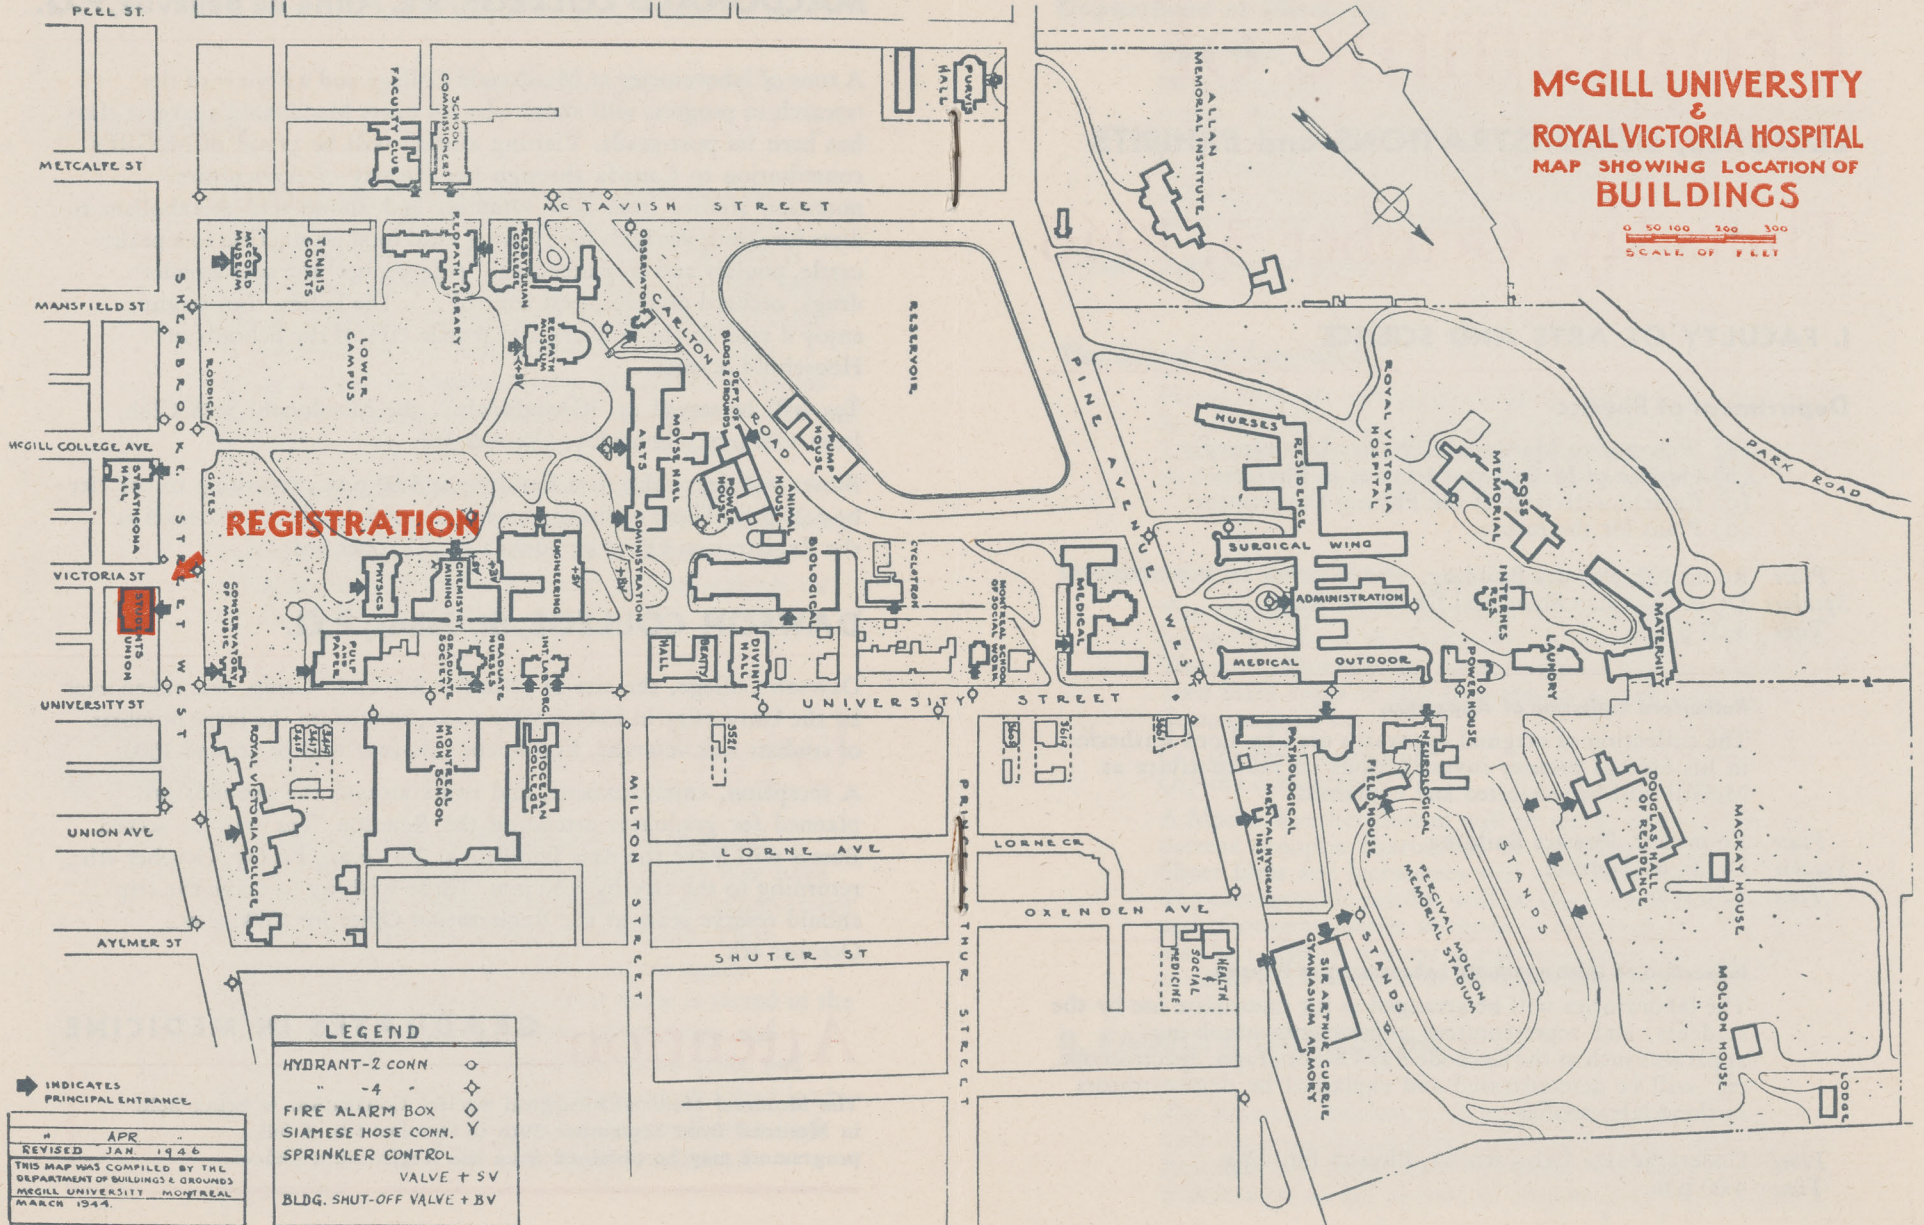 McGILL UNIVERSITY
&
ROYAL VICTORIA HOSPITAL
MAP SHOWING LOCATION OF
BUILDINGS
0 50 100 200 300
SCALE OF FEET
PEEL ST.
METCALFE ST
MANSFIELD ST
McGILL COLLEGE AVE
VICTORIA ST
UNIVERSITY ST
UNION AVE
AYLMER ST
SHERBROOKE STREET WEST
McTAVISH STREET
FACULTY CLUB
SCHOOL
COMMISSIONERS
PURVIS
HALL
ALLAN
MEMORIAL INSTITUTE
McCORD
MUSEUM
TENNIS
COURTS
REDPATH LIBRARY
PRESBYTERIAN
COLLEGE
OBSERVATORY
CARLTON ROAD
RESERVOIR
PINE AVENUE WEST
LOWER
CAMPUS
REDPATH
MUSEUM
+SV
RODDICK
GATES
ARTS
MOYSE HALL
ADMINISTRATION
+BV
DEPT. OF
BLDGS & GROUNDS
POWER
HOUSE
PUMP
HOUSE
ANIMAL
HOUSE
BIOLOGICAL
CYCLOTRON
MONTREAL SCHOOL
OF SOCIAL WORK
MEDICAL
STRATHCONA
HALL
REGISTRATION
STUDENTS
UNION
CONSERVATORY
OF MUSIC
PHYSICS
CHEMISTRY
MINING
+SV
+BV
ENGINEERING
+SV
PULP
AND
PAPER
GRADUATE
SOCIETY
GRADUATE
NURSES
INT. LAB. ORG.
BEATTY
HALL
DIVINITY
HALL
UNIVERSITY STREET
NURSES
RESIDENCE
ROYAL VICTORIA
HOSPITAL
SURGICAL WING
ADMINISTRATION
MEDICAL OUTDOOR
ROSS
MEMORIAL
INTERNES
RES.
POWER HOUSE
LAUNDRY
MATERNITY
PARK ROAD
ROYAL VICTORIA COLLEGE
MONTREAL
HIGH SCHOOL
DIOCESAN
COLLEGE
3521
MILTON STREET
LORNE AVE
LORNE CR
PRINCE ARTHUR STREET
OXENDEN AVE
SHUTER ST
PATHOLOGICAL
MENTAL HYGIENE
INST.
NEUROLOGICAL
FIELD HOUSE
PERCIVAL MOLSON
MEMORIAL STADIUM
STANDS
STANDS
DOUGLAS HALL
OF RESIDENCE
MACKAY HOUSE
MOLSON HOUSE
LODGE
SIR ARTHUR CURRIE
GYMNASIUM ARMORY
HEALTH
&
SOCIAL
MEDICINE
LEGEND
HYDRANT-2 CONN
" -4 "
FIRE ALARM BOX
SIAMESE HOSE CONN.
SPRINKLER CONTROL
VALVE + SV
BLDG. SHUT-OFF VALVE + BV
INDICATES
PRINCIPAL ENTRANCE
" APR "
REVISED JAN. 1946
THIS MAP WAS COMPILED BY THE
DEPARTMENT OF BUILDINGS & GROUNDS
McGILL UNIVERSITY MONTREAL
MARCH 1944.